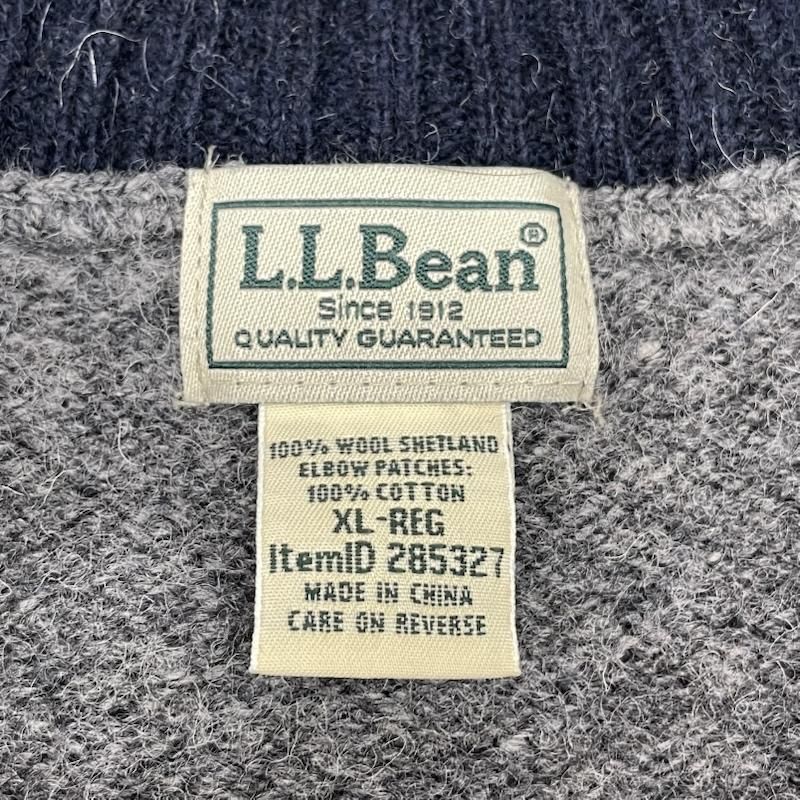 L.L.Bean®
Since 1912
QUALITY GUARANTEED
100% WOOL SHETLAND
ELBOW PATCHES:
100% COTTON
XL-REG
ItemID 285327
MADE IN CHINA
CARE ON REVERSE